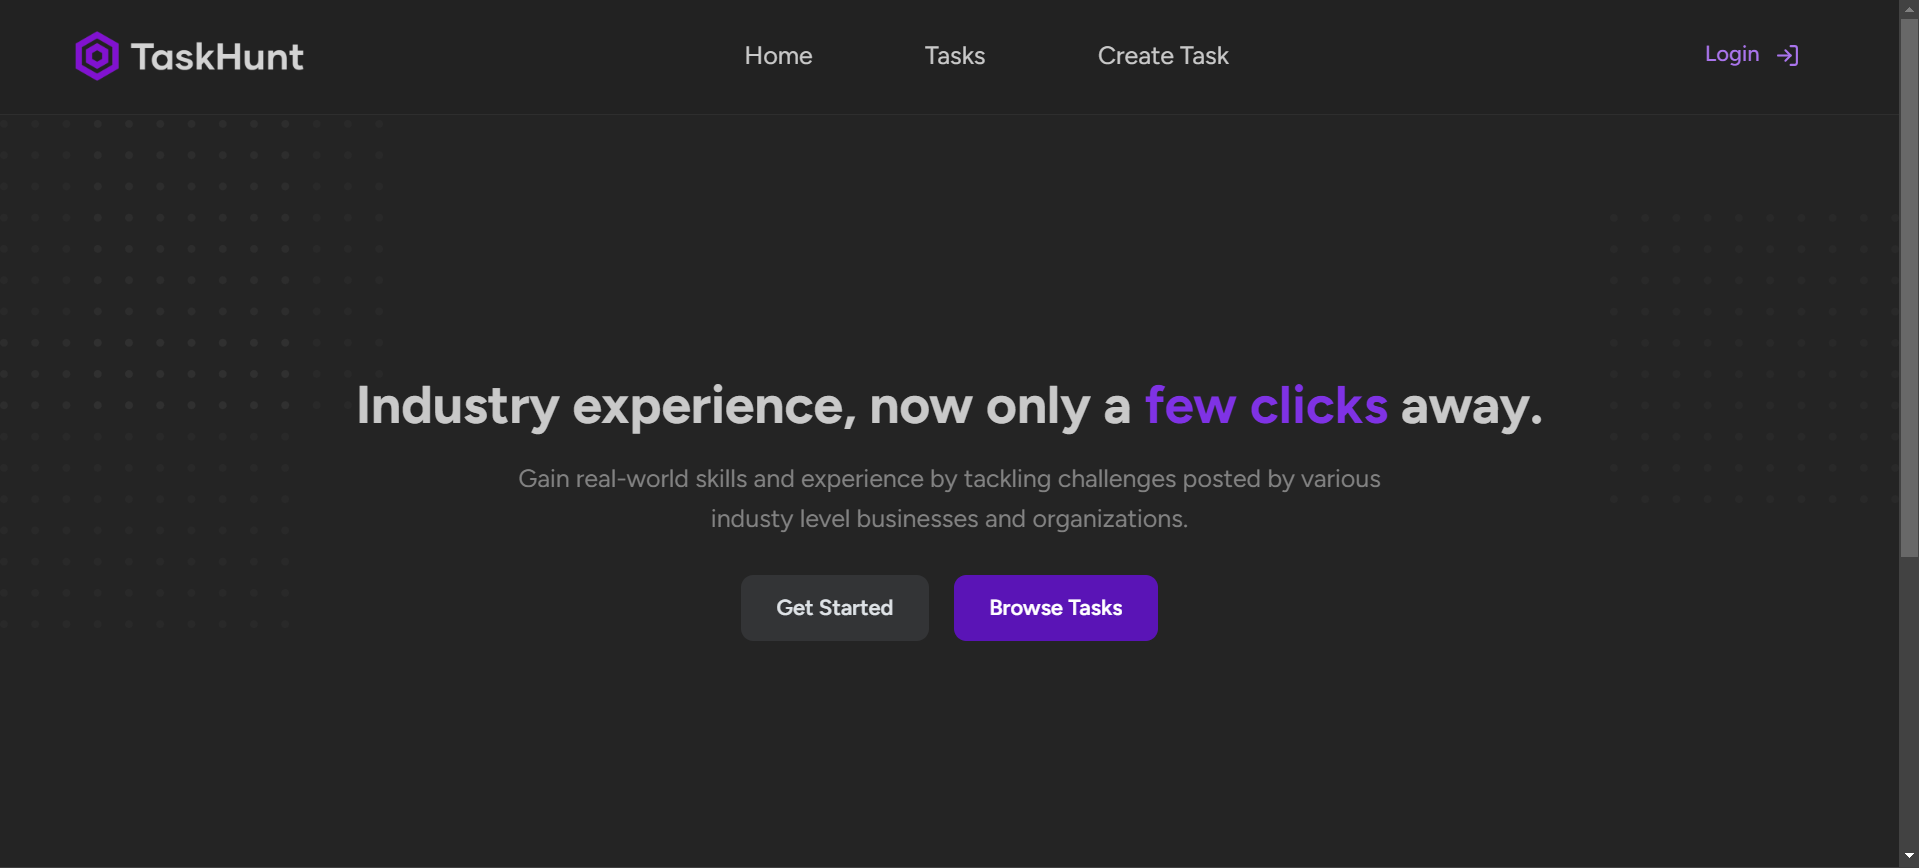 TaskHunt
Home Tasks Create Task
Login
Industry experience, now only a few clicks away.
Gain real-world skills and experience by tackling challenges posted by various
industy level businesses and organizations.
Get Started Browse Tasks